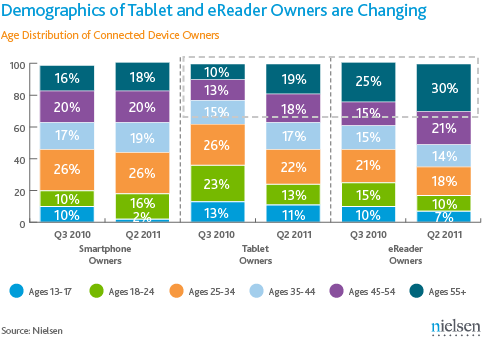 Demographics of Tablet and eReader Owners are Changing
Age Distribution of Connected Device Owners
100 16% 18% 10% 19% 25% 30%
13%
80 20% 20% 15% 18% 15% 21%
60 17% 19% 26% 17% 15% 14%
40 26% 26% 23% 22% 21% 18%
20 10% 16% 13% 15% 10%
0 10% 2% 13% 11% 10% 7%
Q3 2010 Q2 2011 Q3 2010 Q2 2011 Q3 2010 Q2 2011
Smartphone Tablet eReader
Owners Owners Owners
Ages 13-17 Ages 18-24 Ages 25-34 Ages 35-44 Ages 45-54 Ages 55+
Source: Nielsen
nielsen